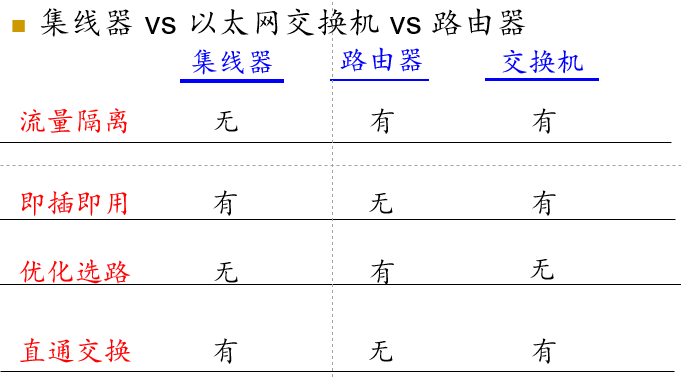 集线器 vs 以太网交换机 vs 路由器
集线器 路由器 交换机
流量隔离 无 有 有
即插即用 有 无 有
优化选路 无 有 无
直通交换 有 无 有